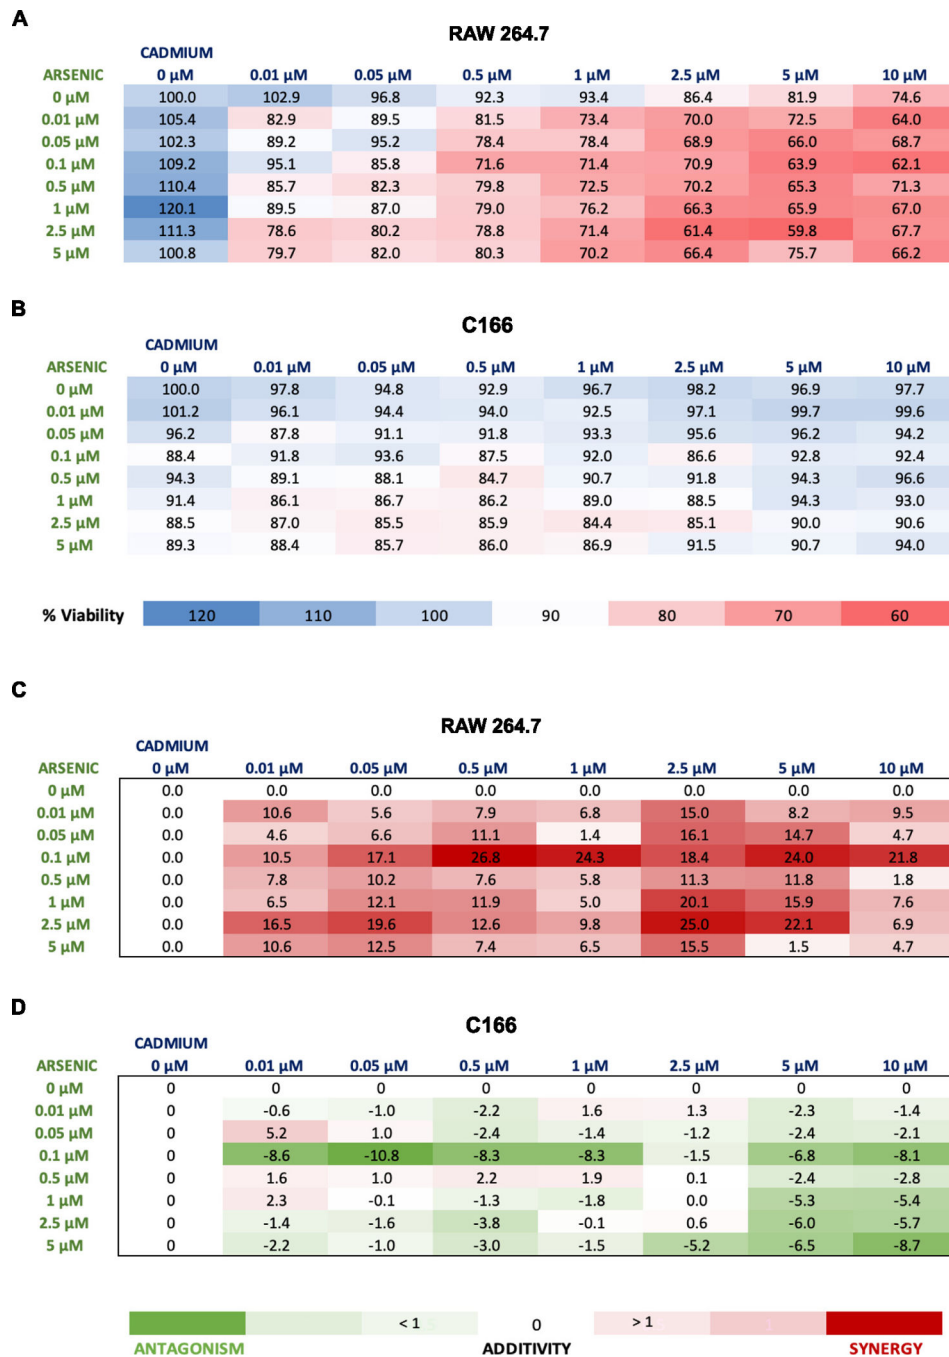 A
RAW 264.7
CADMIUM
ARSENIC 0 µM 0.01 µM 0.05 µM 0.5 µM 1 µM 2.5 µM 5 µM 10 µM
0 µM 100.0 102.9 96.8 92.3 93.4 86.4 81.9 74.6
0.01 µM 105.4 82.9 89.5 81.5 73.4 70.0 72.5 64.0
0.05 µM 102.3 89.2 95.2 78.4 78.4 68.9 66.0 68.7
0.1 µM 109.2 95.1 85.8 71.6 71.4 70.9 63.9 62.1
0.5 µM 110.4 85.7 82.3 79.8 72.5 70.2 65.3 71.3
1 µM 120.1 89.5 87.0 79.0 76.2 66.3 65.9 67.0
2.5 µM 111.3 78.6 80.2 78.8 71.4 61.4 59.8 67.7
5 µM 100.8 79.7 82.0 80.3 70.2 66.4 75.7 66.2
B
C166
CADMIUM
ARSENIC 0 µM 0.01 µM 0.05 µM 0.5 µM 1 µM 2.5 µM 5 µM 10 µM
0 µM 100.0 97.8 94.8 92.9 96.7 98.2 96.9 97.7
0.01 µM 101.2 96.1 94.4 94.0 92.5 97.1 99.7 99.6
0.05 µM 96.2 87.8 91.1 91.8 93.3 95.6 96.2 94.2
0.1 µM 88.4 91.8 93.6 87.5 92.0 86.6 92.8 92.4
0.5 µM 94.3 89.1 88.1 84.7 90.7 91.8 94.3 96.6
1 µM 91.4 86.1 86.7 86.2 89.0 88.5 94.3 93.0
2.5 µM 88.5 87.0 85.5 85.9 84.4 85.1 90.0 90.6
5 µM 89.3 88.4 85.7 86.0 86.9 91.5 90.7 94.0
% Viability 120 110 100 90 80 70 60
C
RAW 264.7
CADMIUM
ARSENIC 0 µM 0.01 µM 0.05 µM 0.5 µM 1 µM 2.5 µM 5 µM 10 µM
0 µM 0.0 0.0 0.0 0.0 0.0 0.0 0.0 0.0
0.01 µM 0.0 10.6 5.6 7.9 6.8 15.0 8.2 9.5
0.05 µM 0.0 4.6 6.6 11.1 1.4 16.1 14.7 4.7
0.1 µM 0.0 10.5 17.1 26.8 24.3 18.4 24.0 21.8
0.5 µM 0.0 7.8 10.2 7.6 5.8 11.3 11.8 1.8
1 µM 0.0 6.5 12.1 11.9 5.0 20.1 15.9 7.6
2.5 µM 0.0 16.5 19.6 12.6 9.8 25.0 22.1 6.9
5 µM 0.0 10.6 12.5 7.4 6.5 15.5 1.5 4.7
D
C166
CADMIUM
ARSENIC 0 µM 0.01 µM 0.05 µM 0.5 µM 1 µM 2.5 µM 5 µM 10 µM
0 µM 0 0 0 0 0 0 0 0
0.01 µM 0 -0.6 -1.0 -2.2 1.6 1.3 -2.3 -1.4
0.05 µM 0 5.2 1.0 -2.4 -1.4 -1.2 -2.4 -2.1
0.1 µM 0 -8.6 -10.8 -8.3 -8.3 -1.5 -6.8 -8.1
0.5 µM 0 1.6 1.0 2.2 1.9 0.1 -2.4 -2.8
1 µM 0 2.3 -0.1 -1.3 -1.8 0.0 -5.3 -5.4
2.5 µM 0 -1.4 -1.6 -3.8 -0.1 0.6 -6.0 -5.7
5 µM 0 -2.2 -1.0 -3.0 -1.5 -5.2 -6.5 -8.7
< 1 0 > 1
ANTAGONISM ADDITIVITY SYNERGY